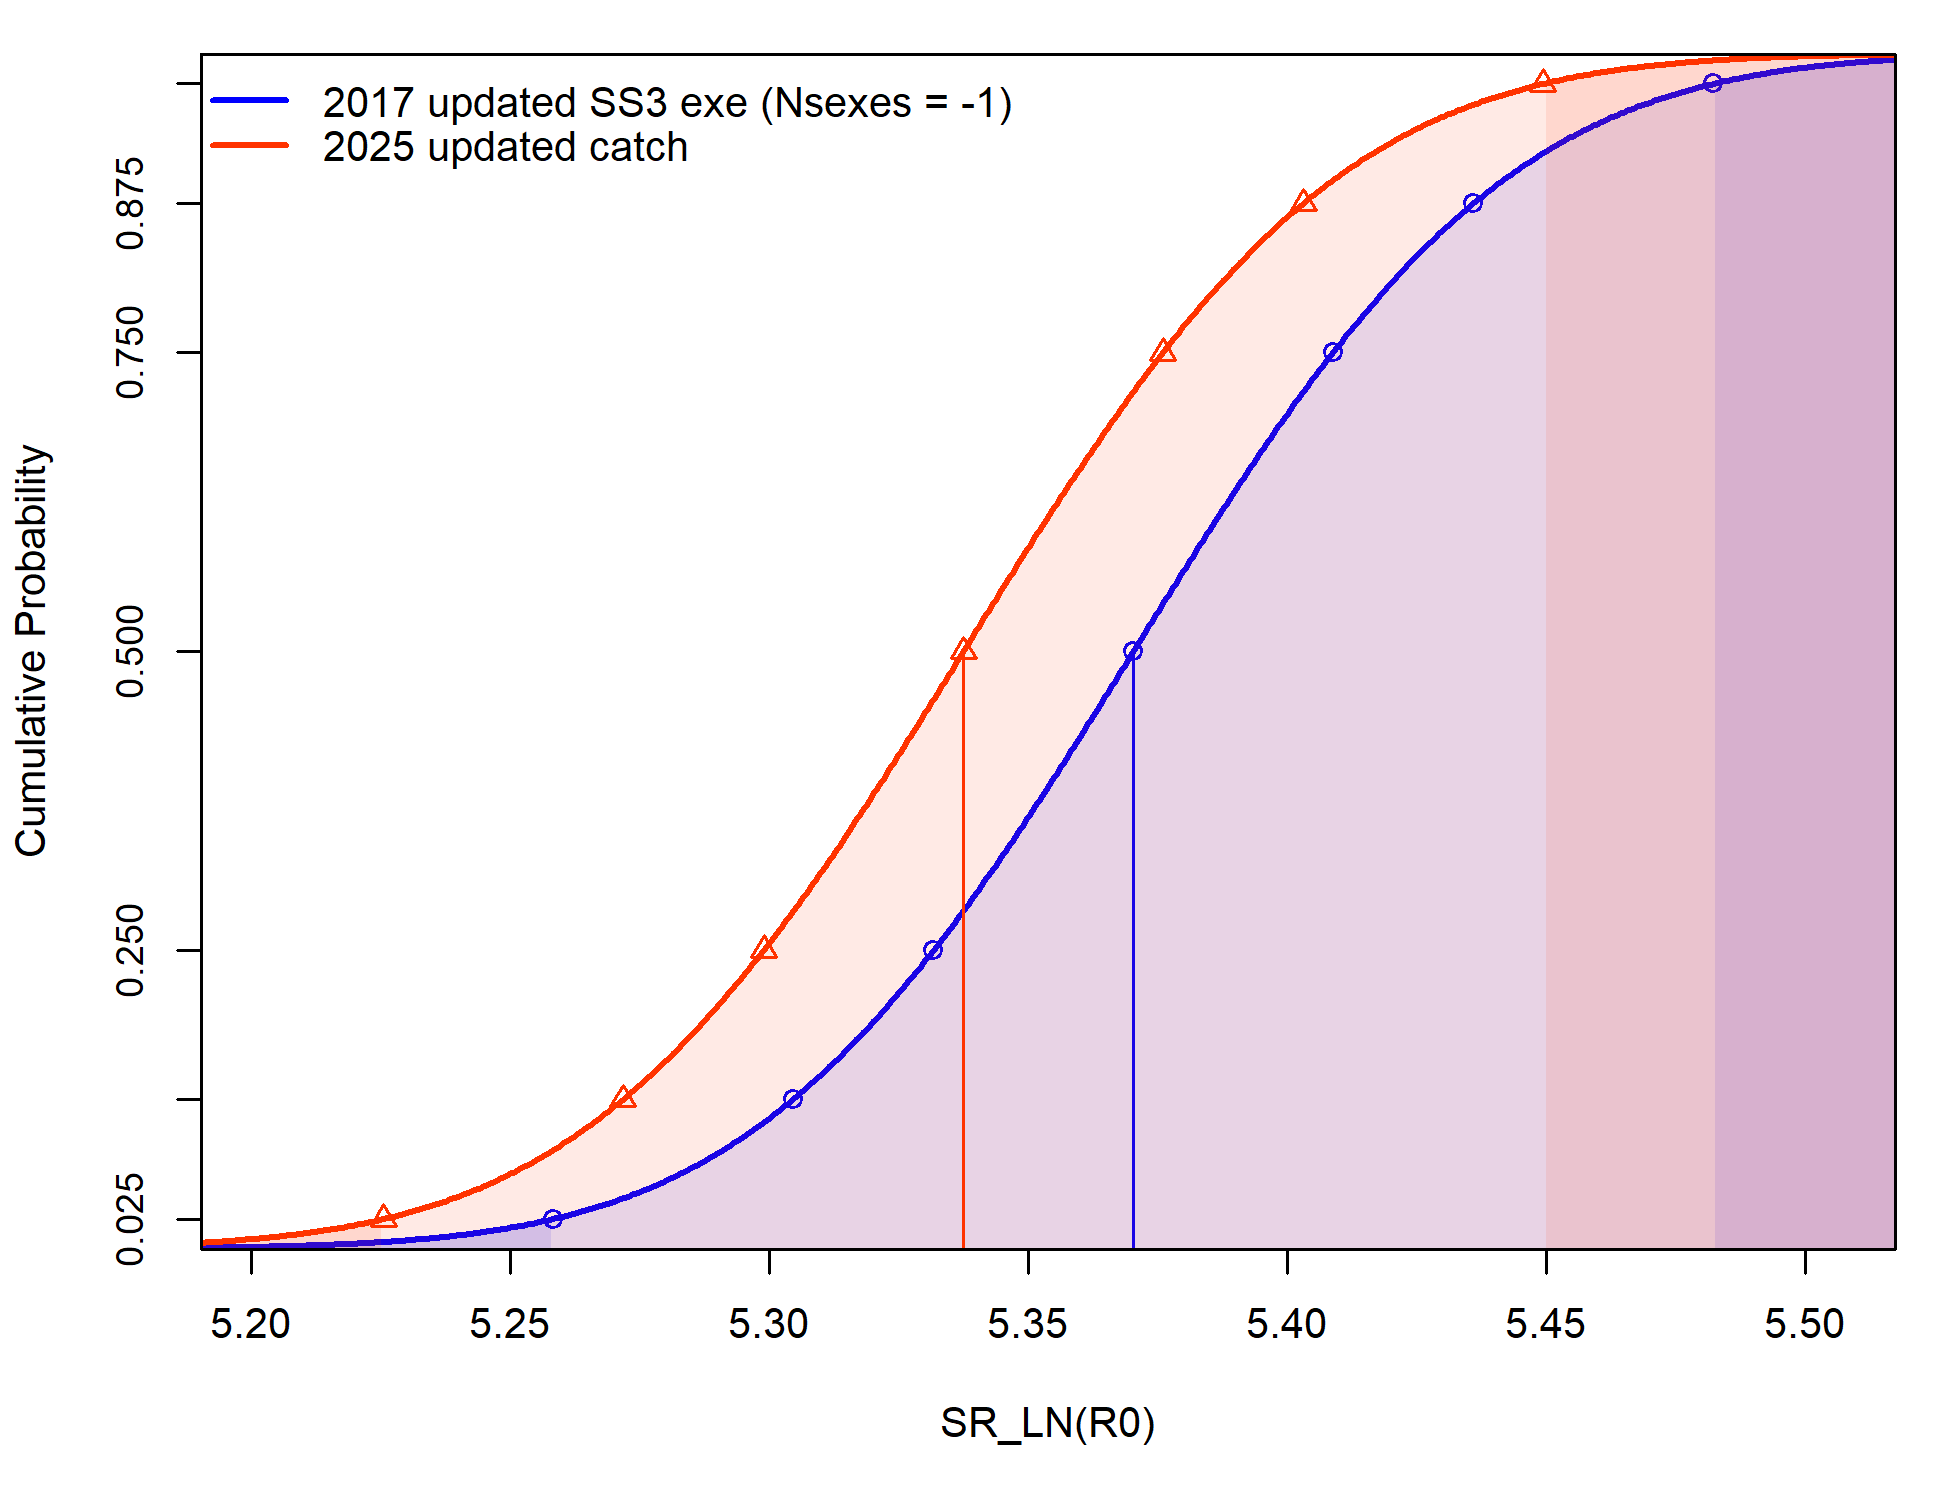 2017 updated SS3 exe (Nsexes = -1)
2025 updated catch
Cumulative Probability
0.875
0.750
0.500
0.250
0.025
5.20 5.25 5.30 5.35 5.40 5.45 5.50
SR_LN(R0)